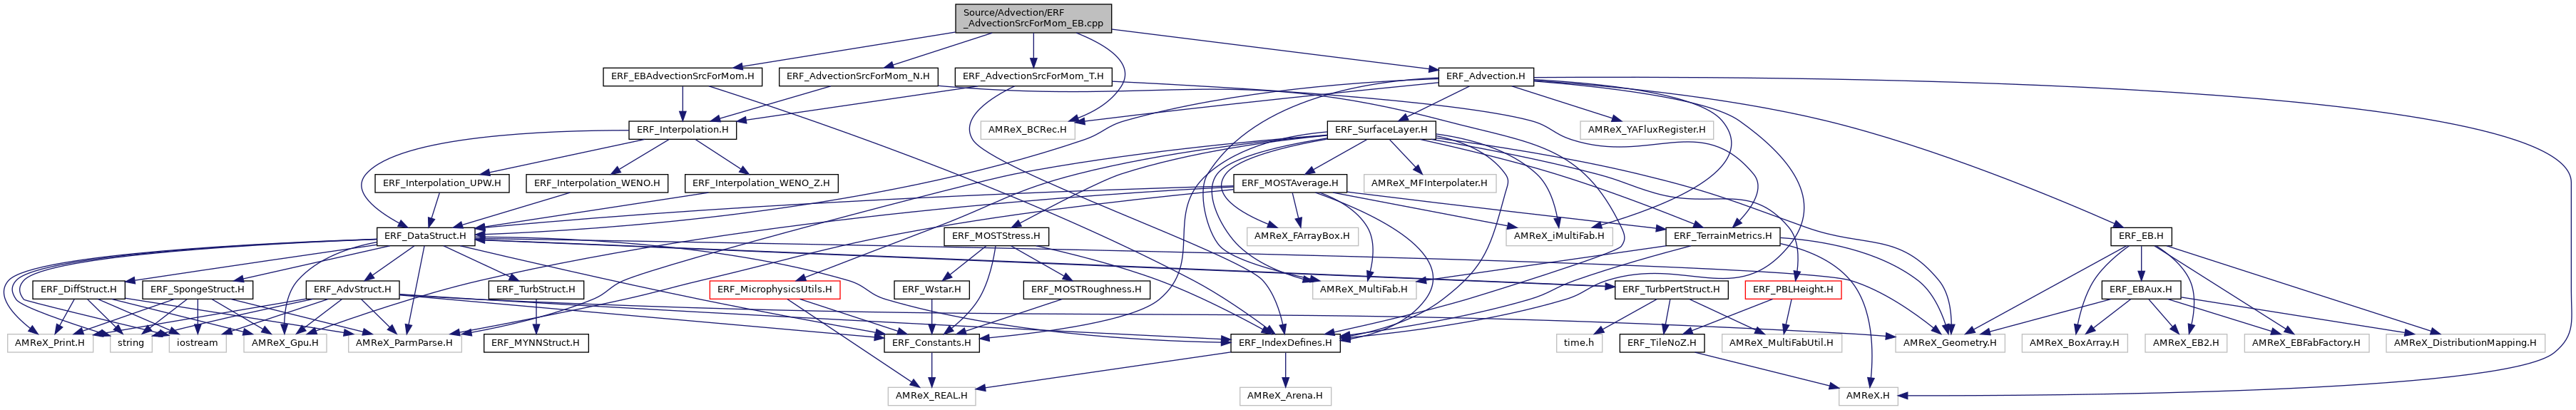 Source/Advection/ERF
_AdvectionSrcForMom_EB.cpp
ERF_EBAdvectionSrcForMom.H
ERF_AdvectionSrcForMom_N.H
ERF_AdvectionSrcForMom_T.H
ERF_Advection.H
ERF_Interpolation.H
AMReX_BCRec.H
ERF_SurfaceLayer.H
AMReX_YAFluxRegister.H
ERF_Interpolation_UPW.H
ERF_Interpolation_WENO.H
ERF_Interpolation_WENO_Z.H
ERF_MOSTAverage.H
AMReX_MFInterpolater.H
ERF_DataStruct.H
ERF_MOSTStress.H
AMReX_FArrayBox.H
AMReX_iMultiFab.H
ERF_TerrainMetrics.H
ERF_EB.H
ERF_DiffStruct.H
ERF_SpongeStruct.H
ERF_AdvStruct.H
ERF_TurbStruct.H
ERF_MicrophysicsUtils.H
ERF_Wstar.H
ERF_MOSTRoughness.H
AMReX_MultiFab.H
ERF_TurbPertStruct.H
ERF_PBLHeight.H
ERF_EBAux.H
AMReX_Print.H
string
iostream
AMReX_Gpu.H
AMReX_ParmParse.H
ERF_MYNNStruct.H
ERF_Constants.H
ERF_IndexDefines.H
time.h
ERF_TileNoZ.H
AMReX_MultiFabUtil.H
AMReX_Geometry.H
AMReX_BoxArray.H
AMReX_EB2.H
AMReX_EBFabFactory.H
AMReX_DistributionMapping.H
AMReX_REAL.H
AMReX_Arena.H
AMReX.H